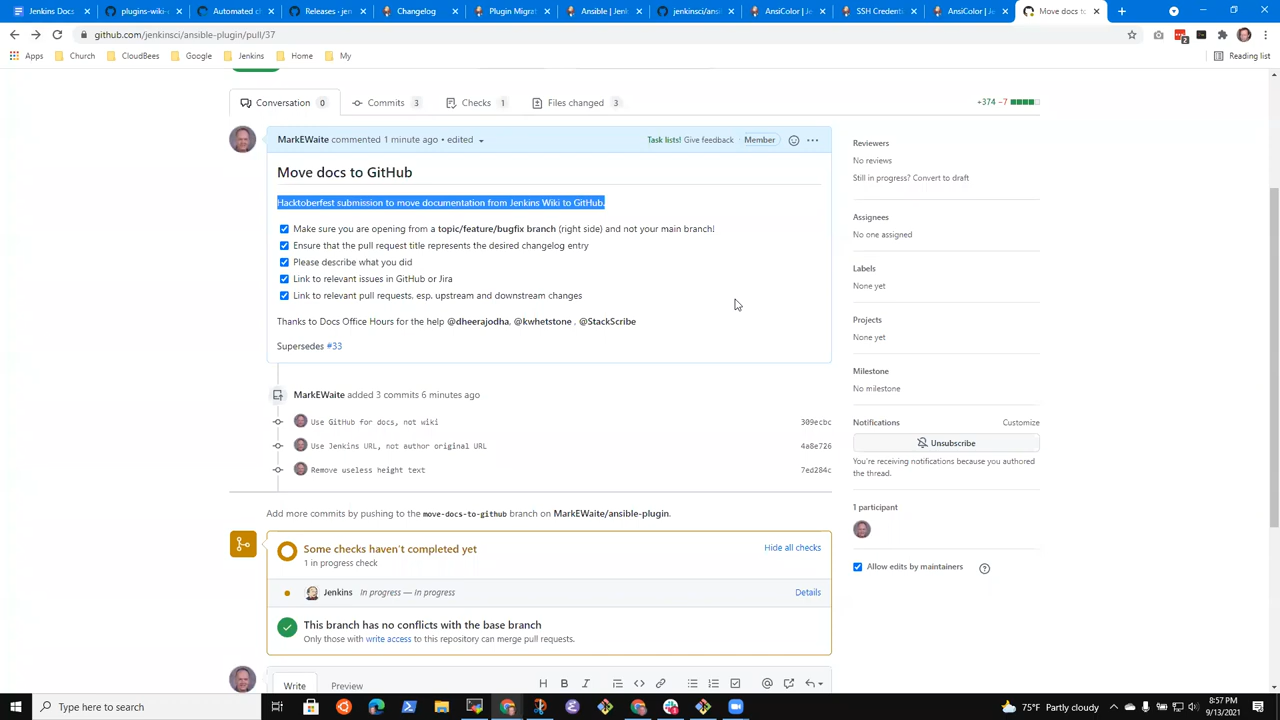 Jenkins Docs
plugins-wiki-
Automated c
Releases · jen
Changelog
Plugin Migrat
Ansible | Jenk
jenkinsci/ans
AnsiColor | Je
SSH Credenti
AnsiColor | Je
Move docs to
github.com/jenkinsci/ansible-plugin/pull/37
2
Apps
Church
CloudBees
Google
Jenkins
Home
My
Reading list
Conversation 0
Commits 3
Checks 1
Files changed 3
+374 −7
MarkEWaite commented 1 minute ago • edited
Task lists! Give feedback
Member
Move docs to GitHub
Hacktoberfest submission to move documentation from Jenkins Wiki to GitHub.
Make sure you are opening from a topic/feature/bugfix branch (right side) and not your main branch!
Ensure that the pull request title represents the desired changelog entry
Please describe what you did
Link to relevant issues in GitHub or Jira
Link to relevant pull requests, esp. upstream and downstream changes
Thanks to Docs Office Hours for the help @dheerajodha, @kwhetstone , @StackScribe
Supersedes #33
MarkEWaite added 3 commits 6 minutes ago
Use GitHub for docs, not wiki 309ecbc
Use Jenkins URL, not author original URL 4a8e726
Remove useless height text 7ed284c
Add more commits by pushing to the move-docs-to-github branch on MarkEWaite/ansible-plugin.
Some checks haven't completed yet
Hide all checks
1 in progress check
Jenkins In progress — In progress
Details
This branch has no conflicts with the base branch
Only those with write access to this repository can merge pull requests.
Write
Preview
Reviewers
No reviews
Still in progress? Convert to draft
Assignees
No one assigned
Labels
None yet
Projects
None yet
Milestone
No milestone
Notifications
Customize
Unsubscribe
You're receiving notifications because you authored
the thread.
1 participant
Allow edits by maintainers
Type here to search
75°F Partly cloudy
8:57 PM
9/13/2021